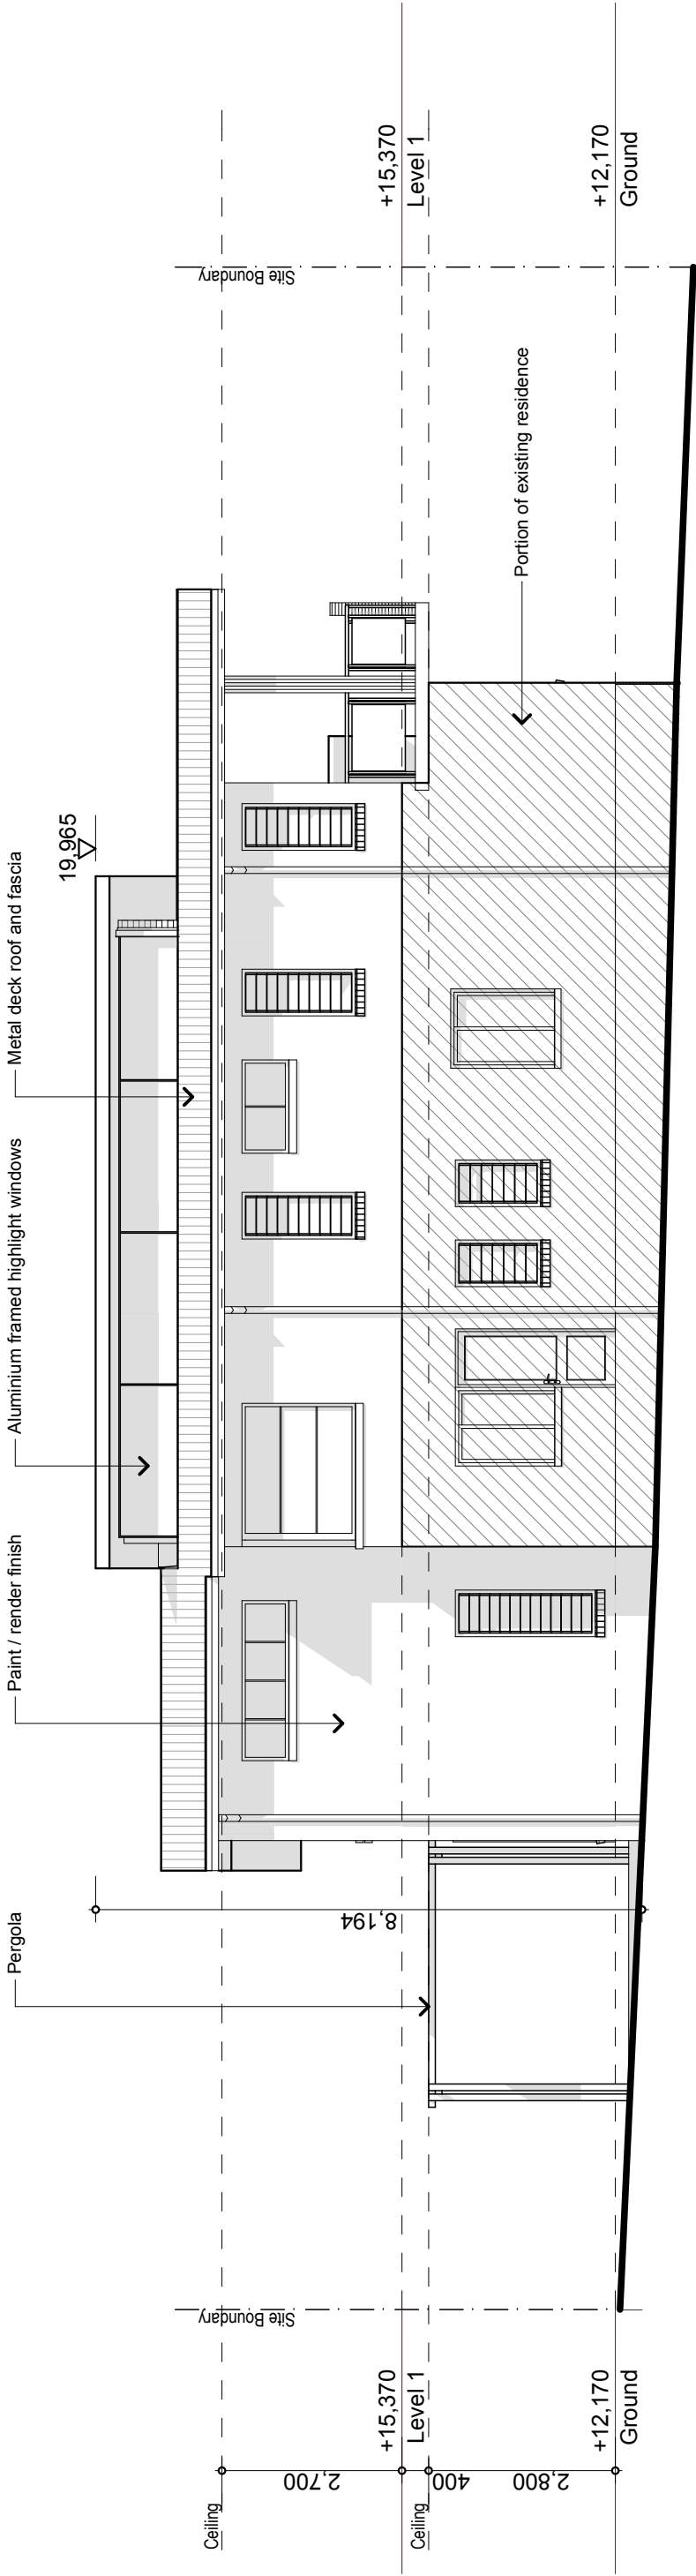 Pergola
Paint / render finish
Aluminium framed highlight windows
Metal deck roof and fascia
19,965
Site Boundary
Site Boundary
Ceiling
2,700
8,194
+15,370
Level 1
+15,370
Level 1
Ceiling
400
Portion of existing residence
2,800
+12,170
Ground
+12,170
Ground